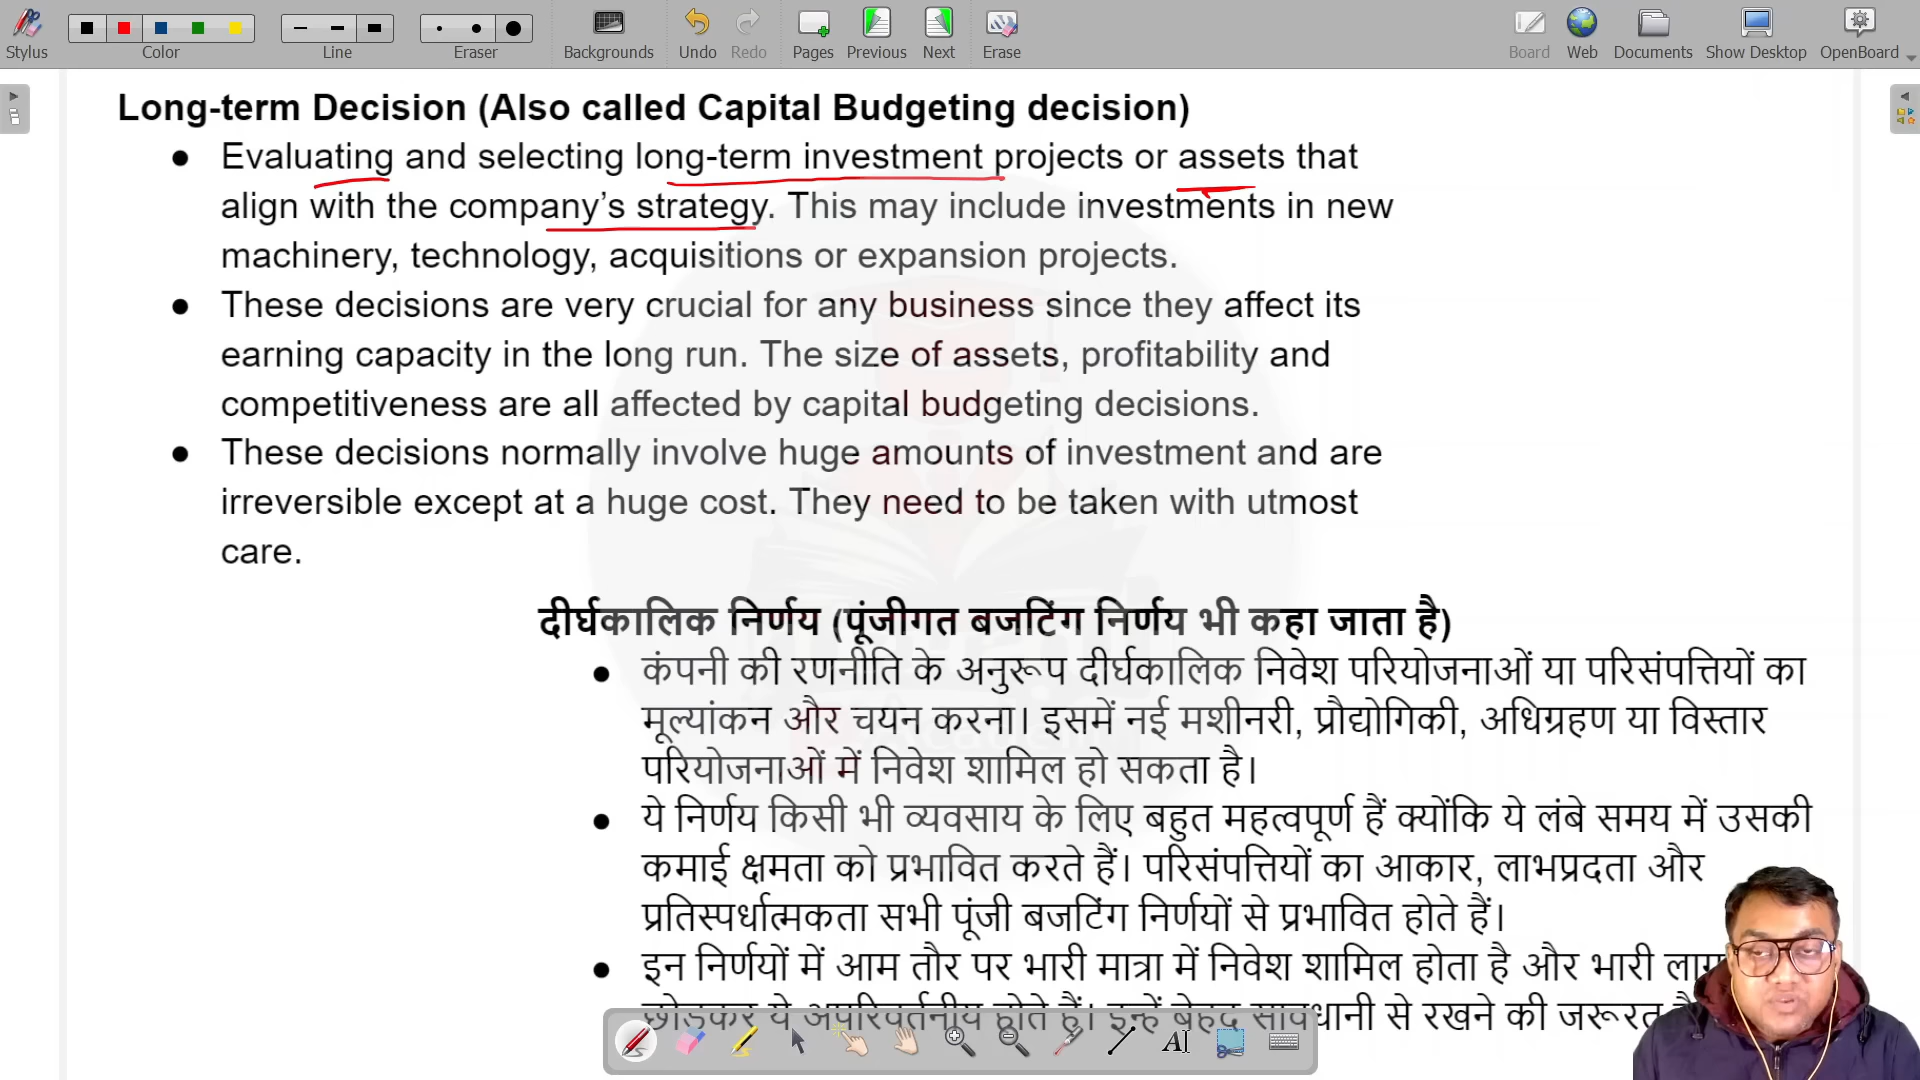 Stylus
Color
Line
Eraser
Backgrounds
Undo
Redo
Pages
Previous
Next
Erase
Board
Web
Documents
Show Desktop
OpenBoard
Long-term Decision (Also called Capital Budgeting decision)
● Evaluating and selecting long-term investment projects or assets that
align with the company’s strategy. This may include investments in new
machinery, technology, acquisitions or expansion projects.
● These decisions are very crucial for any business since they affect its
earning capacity in the long run. The size of assets, profitability and
competitiveness are all affected by capital budgeting decisions.
● These decisions normally involve huge amounts of investment and are
irreversible except at a huge cost. They need to be taken with utmost
care.
दीर्घकालिक निर्णय (पूंजीगत बजटिंग निर्णय भी कहा जाता है)
● कंपनी की रणनीति के अनुरूप दीर्घकालिक निवेश परियोजनाओं या परिसंपत्तियों का
मूल्यांकन और चयन करना। इसमें नई मशीनरी, प्रौद्योगिकी, अधिग्रहण या विस्तार
परियोजनाओं में निवेश शामिल हो सकता है।
● ये निर्णय किसी भी व्यवसाय के लिए बहुत महत्वपूर्ण हैं क्योंकि ये लंबे समय में उसकी
कमाई क्षमता को प्रभावित करते हैं। परिसंपत्तियों का आकार, लाभप्रदता और
प्रतिस्पर्धात्मकता सभी पूंजी बजटिंग निर्णयों से प्रभावित होते हैं।
● इन निर्णयों में आम तौर पर भारी मात्रा में निवेश शामिल होता है और भारी
छोड़कर ये अपरिवर्तनीय होते हैं। इन्हें बेहद सावधानी से रखने की जरूरत